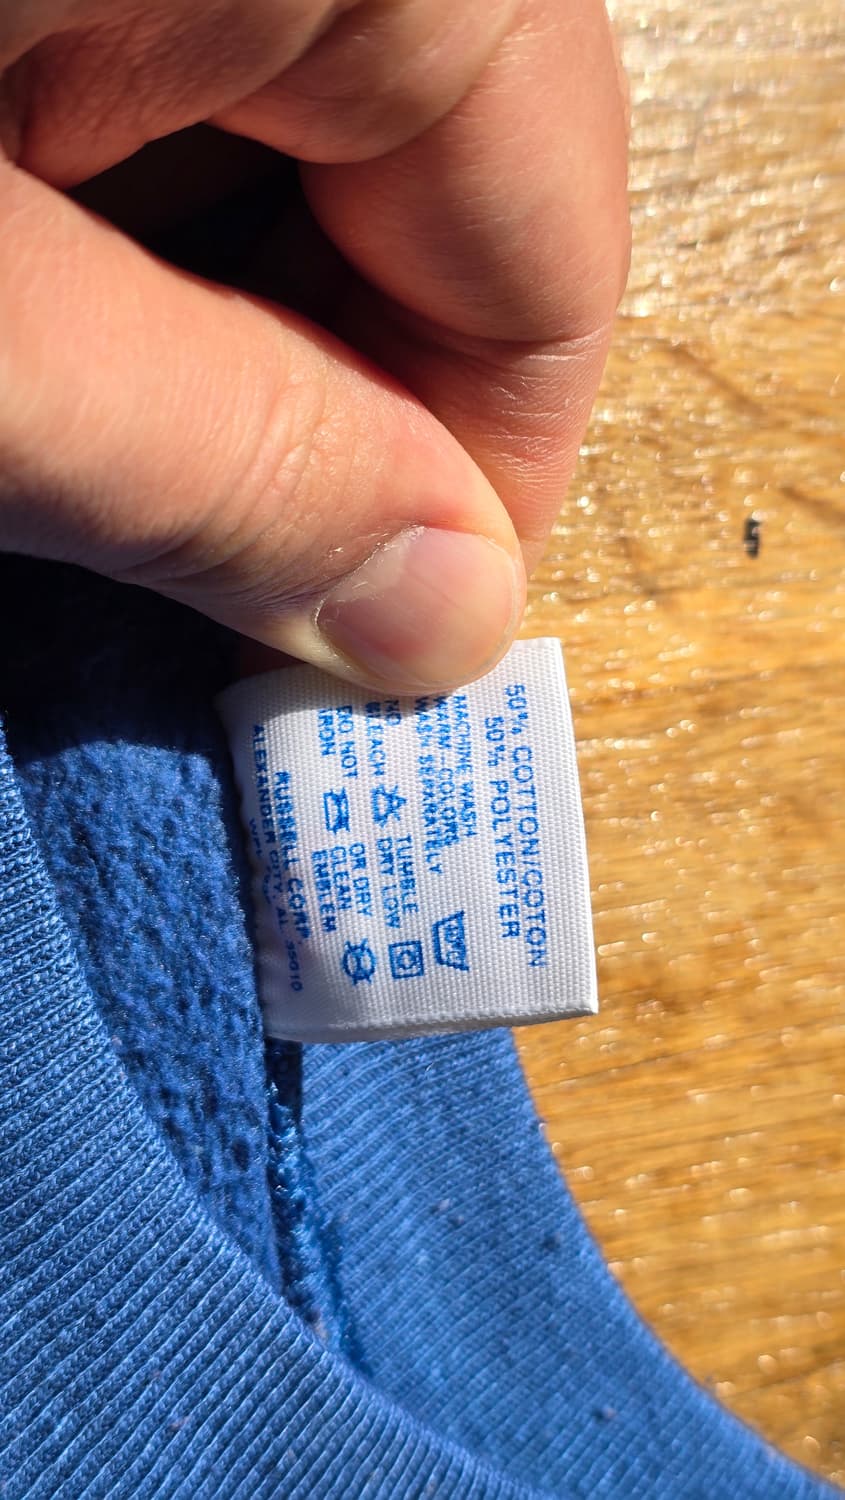 50% COTTON/COTON
50% POLYESTER
MACHINE WASH
WARM COLORS
WASH SEPARATELY
NO BLEACH
TUMBLE DRY LOW
DO NOT IRON
OR DRY CLEAN EMBLEM
RUSSELL CORP.
ALEXANDER CITY, AL 35010